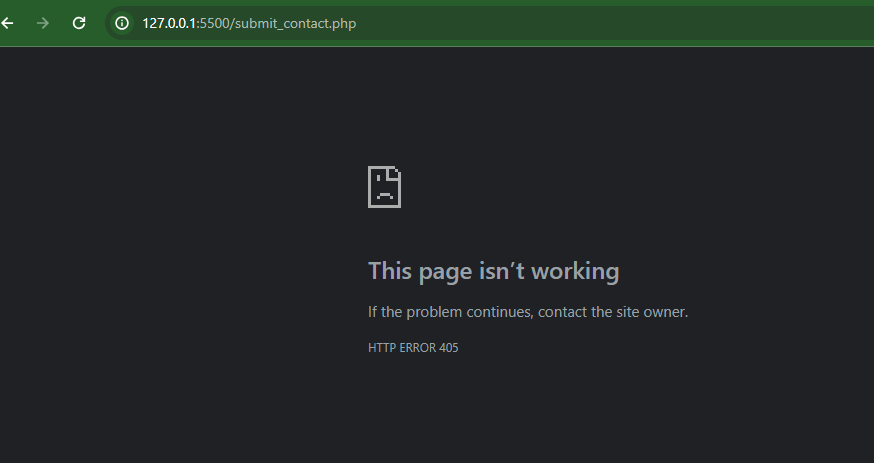 127.0.0.1:5500/submit_contact.php
This page isn’t working
If the problem continues, contact the site owner.
HTTP ERROR 405